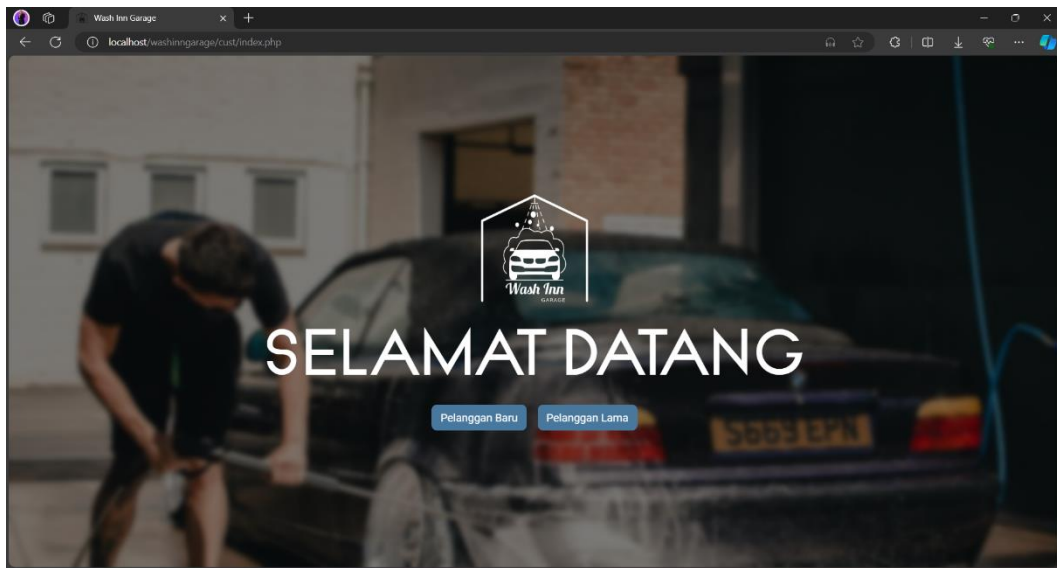 Wash Inn Garage
localhost/washinngarage/cust/index.php
Wash Inn
GARAGE
SELAMAT DATANG
Pelanggan Baru
Pelanggan Lama
S669 EPN